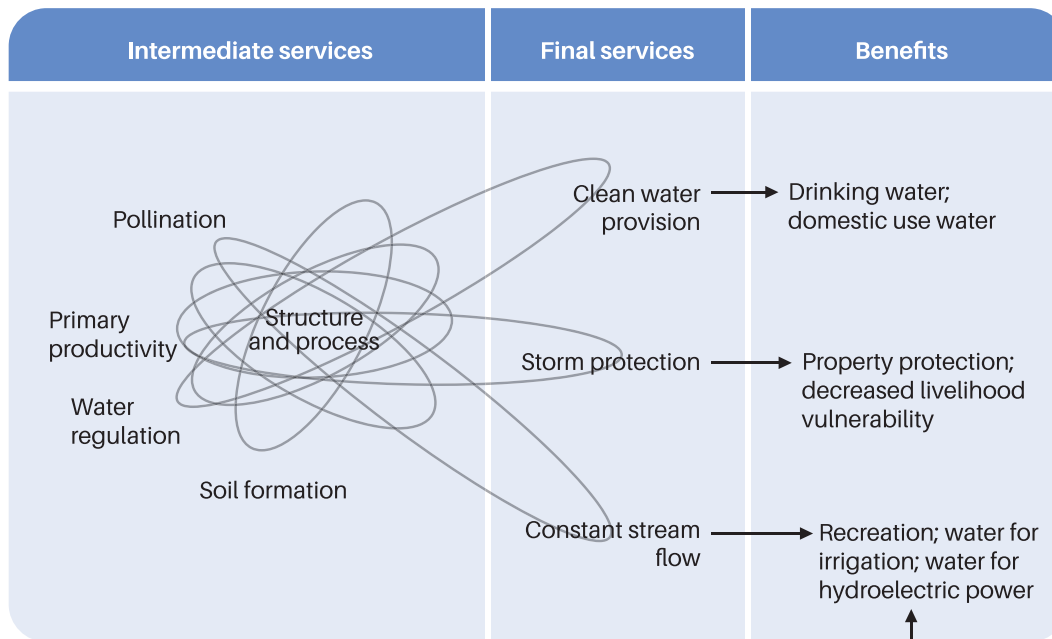 Intermediate services
Final services
Benefits
Pollination
Primary
productivity
Water
regulation
Soil formation
Structure
and process
Clean water
provision
Storm protection
Constant stream
flow
Drinking water;
domestic use water
Property protection;
decreased livelihood
vulnerability
Recreation; water for
irrigation; water for
hydroelectric power